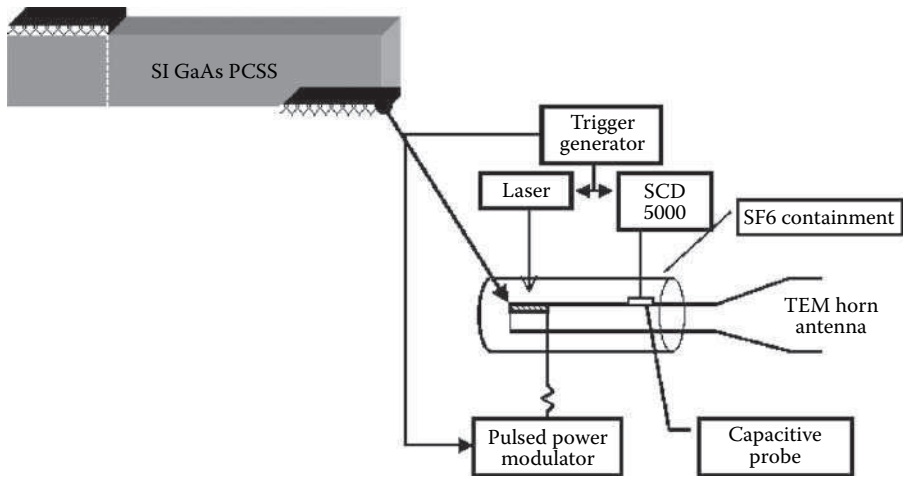 SI GaAs PCSS
Trigger
generator
Laser
SCD
5000
SF6 containment
TEM horn
antenna
Pulsed power
modulator
Capacitive
probe